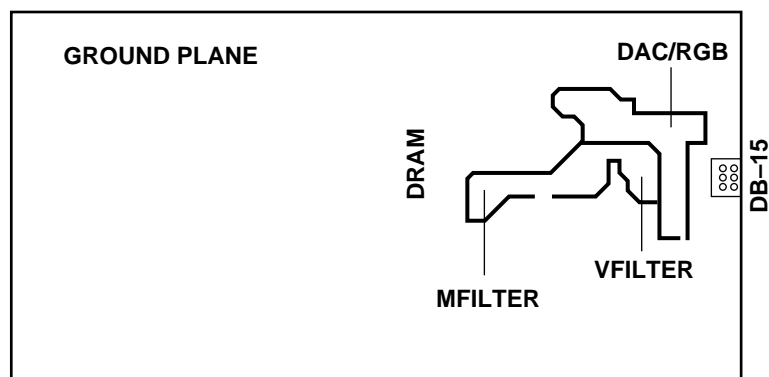 GROUND PLANE
DAC/RGB
DRAM
DB–15
VFILTER
MFILTER